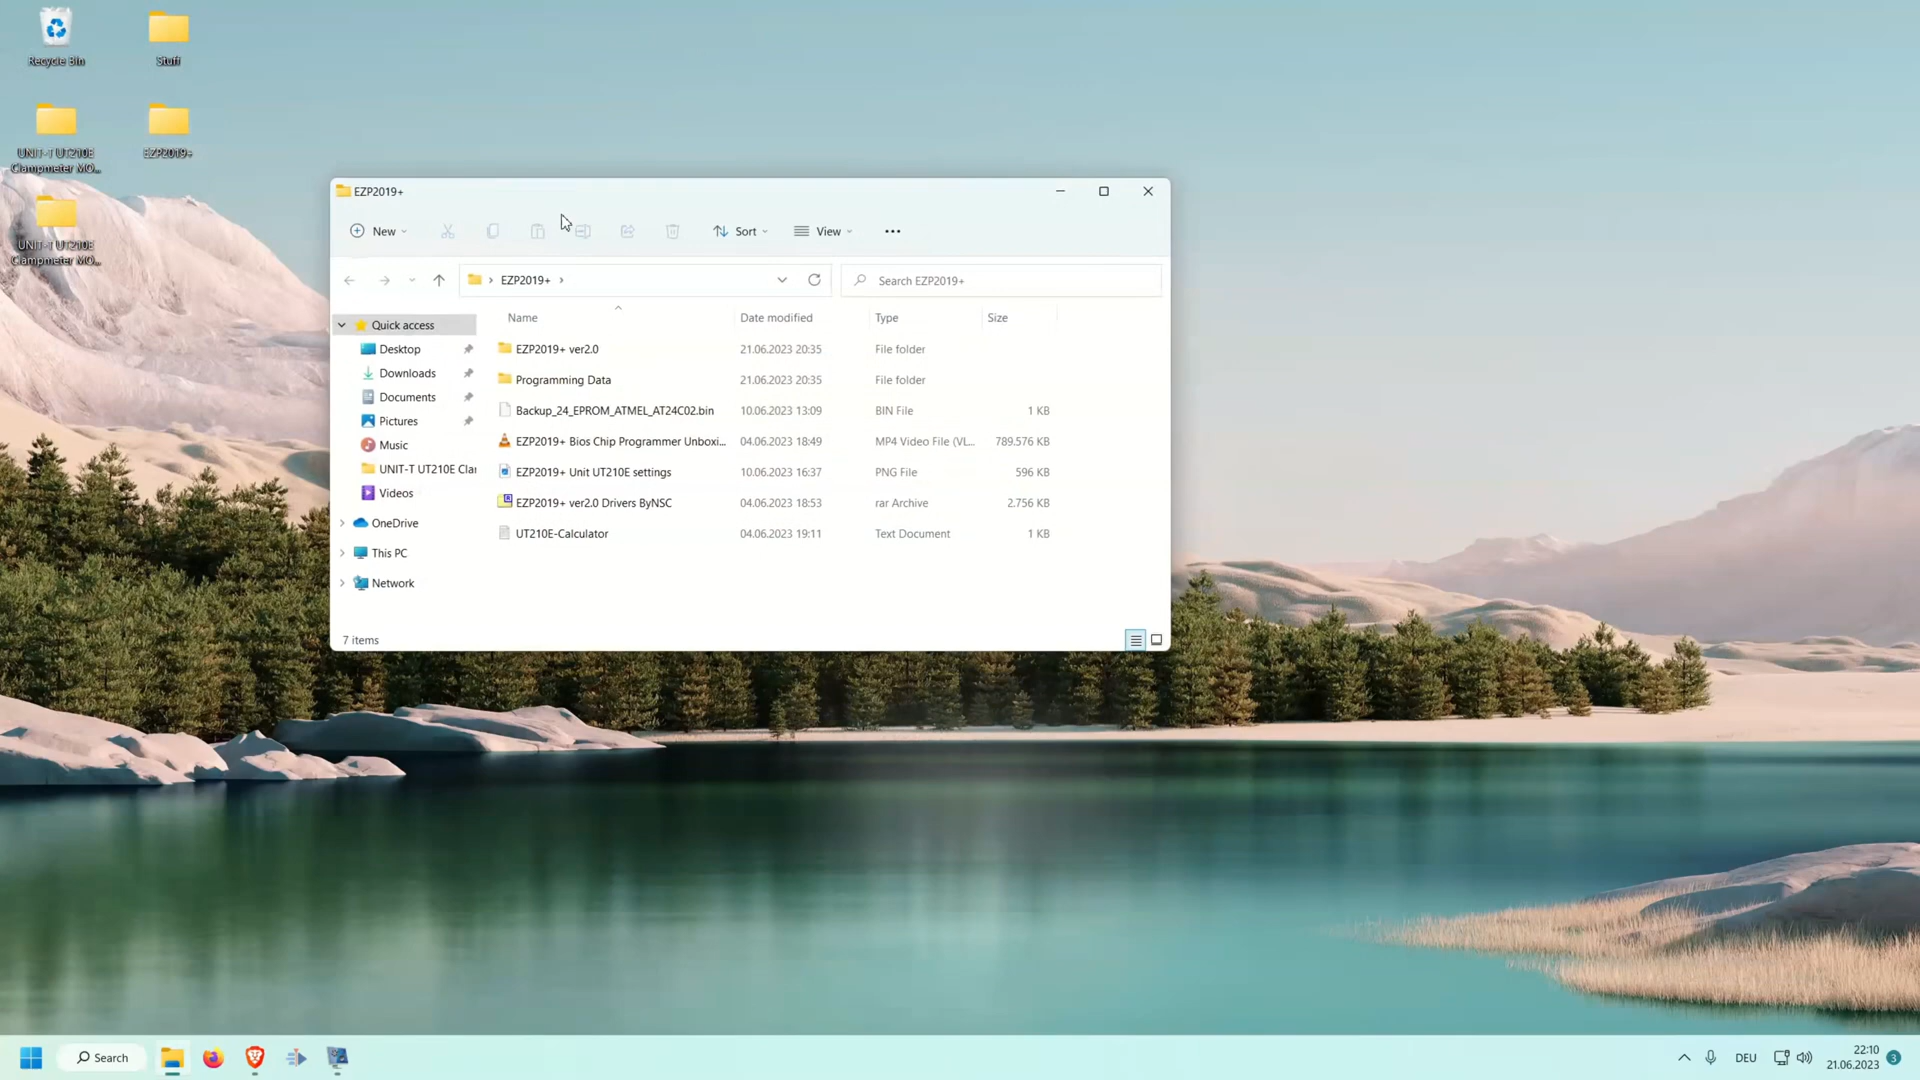 Recycle Bin
Stuff
UNIT-T UT210E
Clampmeter MO...
EZP2019+
UNIT-T UT210E
Clampmeter MO...
EZP2019+
New
Sort
View
EZP2019+
Search EZP2019+
Name
Date modified
Type
Size
Quick access
Desktop
Downloads
Documents
Pictures
Music
UNIT-T UT210E Clar
Videos
OneDrive
This PC
Network
EZP2019+ ver2.0 21.06.2023 20:35 File folder
Programming Data 21.06.2023 20:35 File folder
Backup_24_EPROM_ATMEL_AT24C02.bin 10.06.2023 13:09 BIN File 1 KB
EZP2019+ Bios Chip Programmer Unboxi... 04.06.2023 18:49 MP4 Video File (VL... 789.576 KB
EZP2019+ Unit UT210E settings 10.06.2023 16:37 PNG File 596 KB
EZP2019+ ver2.0 Drivers ByNSC 04.06.2023 18:53 rar Archive 2.756 KB
UT210E-Calculator 04.06.2023 19:11 Text Document 1 KB
7 items
Search
DEU
22:10
21.06.2023
3